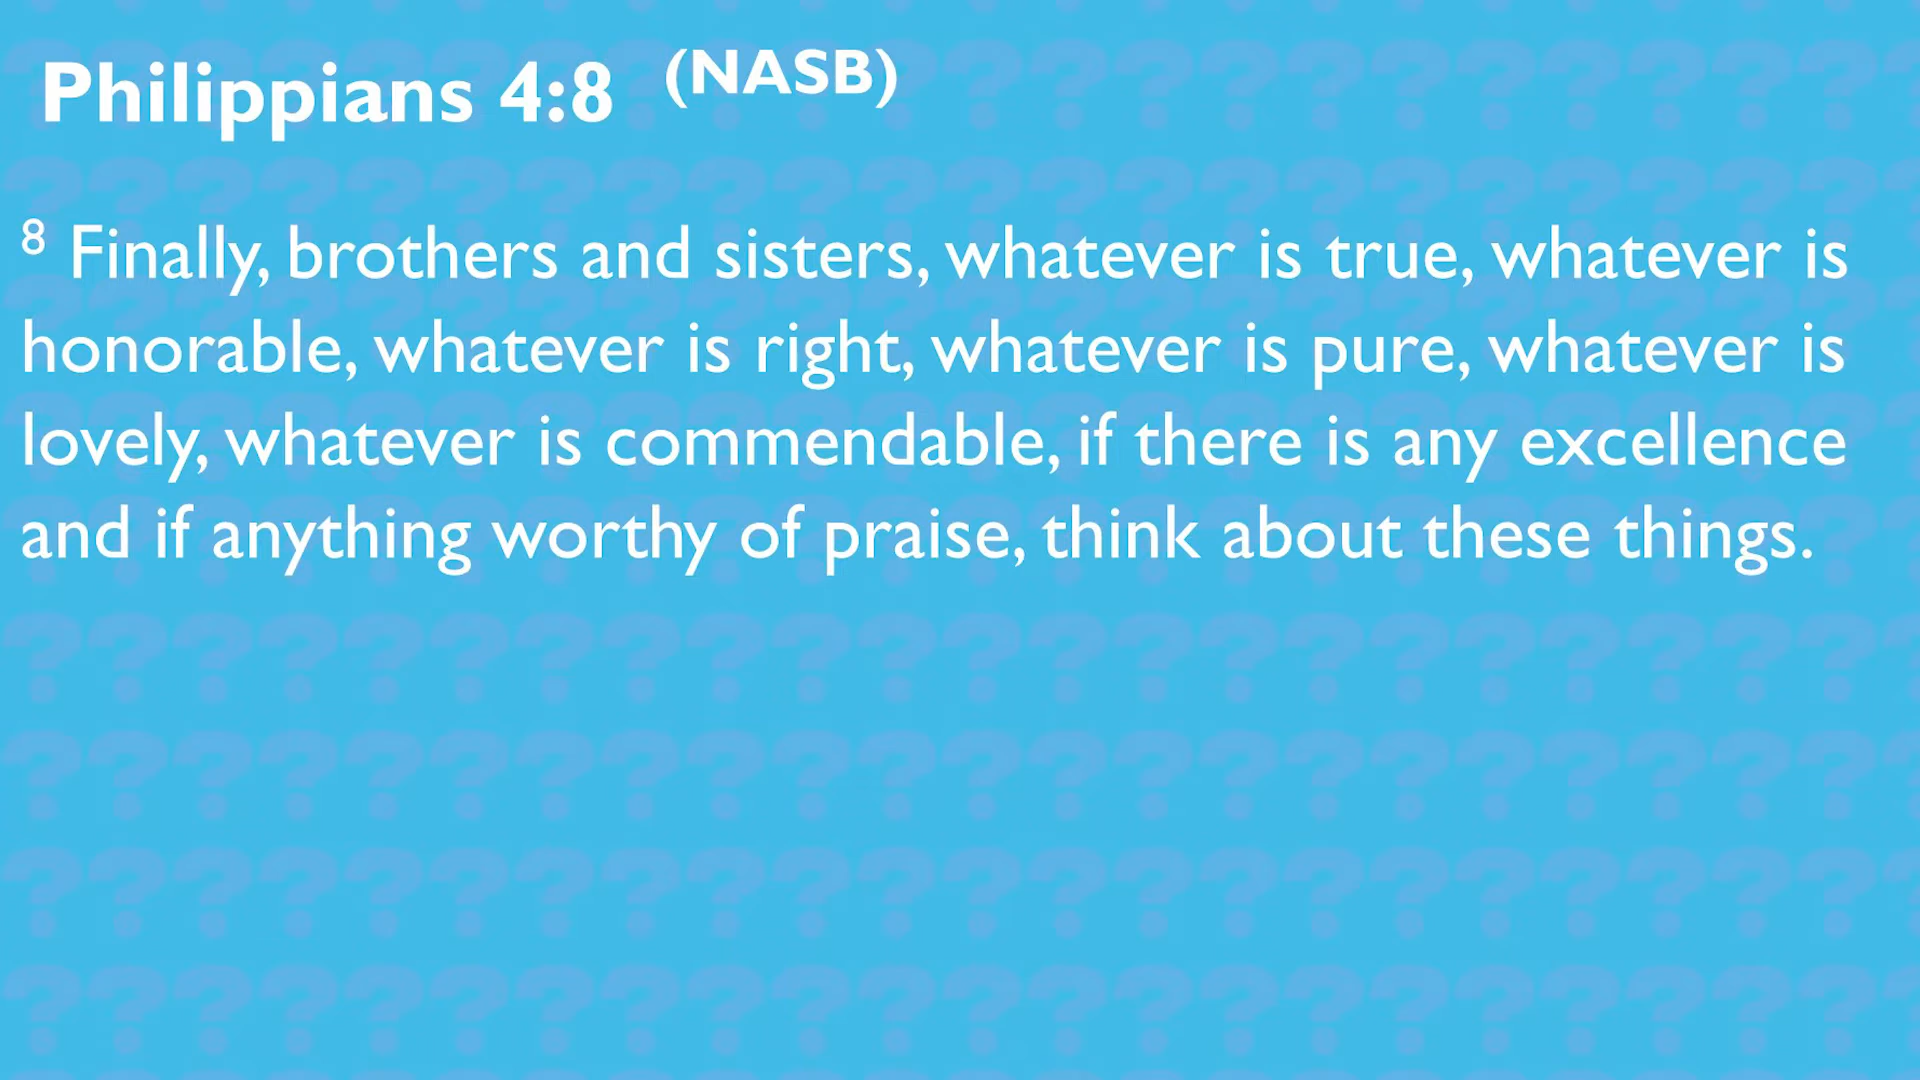 Philippians 4:8 (NASB)
8 Finally, brothers and sisters, whatever is true, whatever is
honorable, whatever is right, whatever is pure, whatever is
lovely, whatever is commendable, if there is any excellence
and if anything worthy of praise, think about these things.